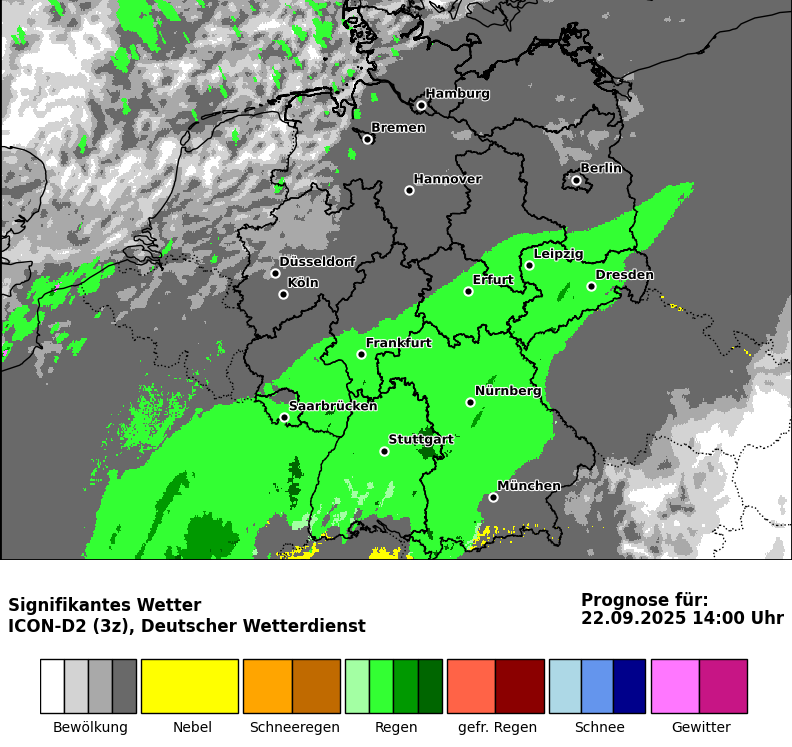 Hamburg
Bremen
Berlin
Hannover
Leipzig
Düsseldorf
Dresden
Köln
Erfurt
Frankfurt
Nürnberg
Saarbrücken
Stuttgart
München
Signifikantes Wetter
ICON-D2 (3z), Deutscher Wetterdienst
Prognose für:
22.09.2025 14:00 Uhr
Bewölkung
Nebel
Schneeregen
Regen
gefr. Regen
Schnee
Gewitter